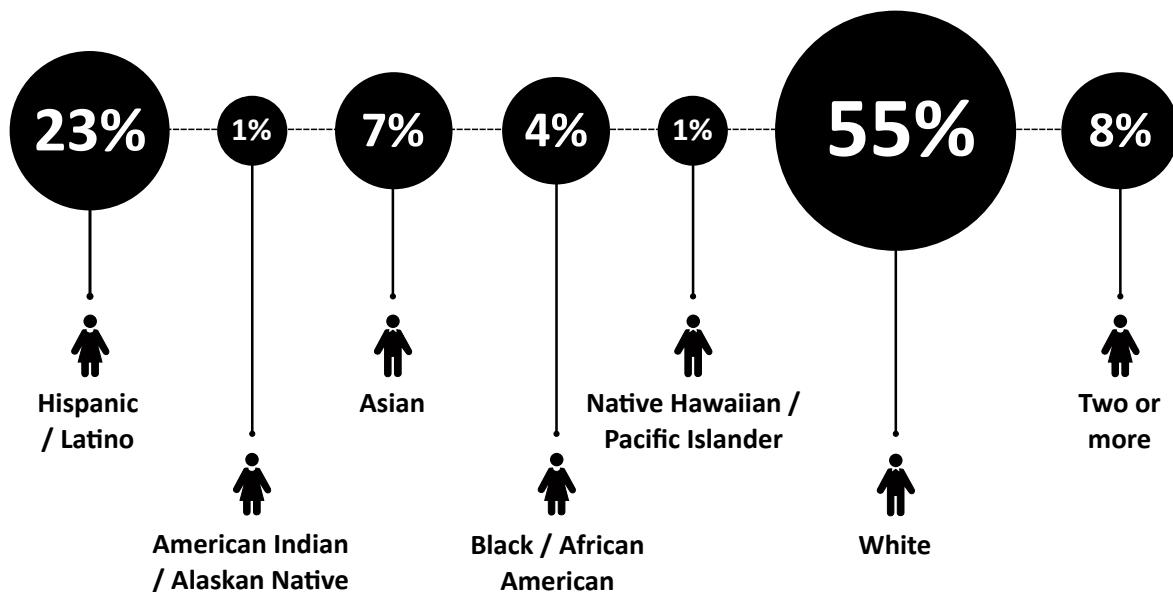 23%
1%
7%
4%
1%
55%
8%
Hispanic
/ Latino
American Indian
/ Alaskan Native
Asian
Black / African
American
Native Hawaiian /
Pacific Islander
White
Two or
more